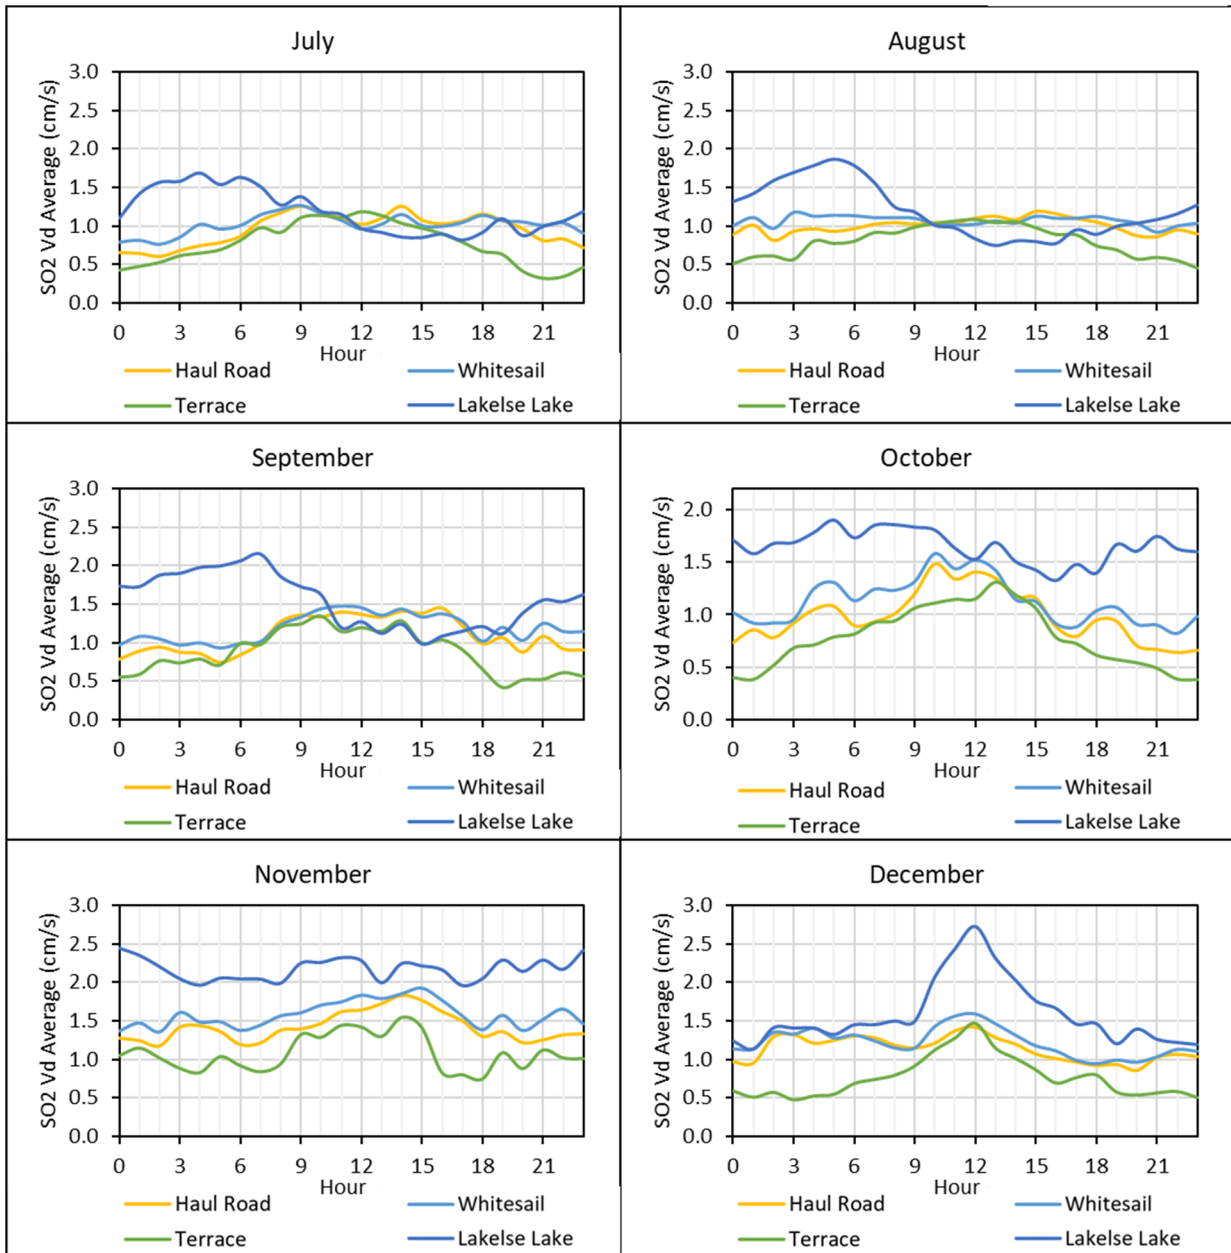 July
SO2 Vd Average (cm/s)
3.0
2.5
2.0
1.5
1.0
0.5
0.0
0 3 6 9 12 15 18 21
Hour
Haul Road Whitesail
Terrace Lakelse Lake
August
SO2 Vd Average (cm/s)
3.0
2.5
2.0
1.5
1.0
0.5
0.0
0 3 6 9 12 15 18 21
Hour
Haul Road Whitesail
Terrace Lakelse Lake
September
SO2 Vd Average (cm/s)
3.0
2.5
2.0
1.5
1.0
0.5
0.0
0 3 6 9 12 15 18 21
Hour
Haul Road Whitesail
Terrace Lakelse Lake
October
SO2 Vd Average (cm/s)
2.0
1.5
1.0
0.5
0.0
0 3 6 9 12 15 18 21
Hour
Haul Road Whitesail
Terrace Lakelse Lake
November
SO2 Vd Average (cm/s)
3.0
2.5
2.0
1.5
1.0
0.5
0.0
0 3 6 9 12 15 18 21
Hour
Haul Road Whitesail
Terrace Lakelse Lake
December
SO2 Vd Average (cm/s)
3.0
2.5
2.0
1.5
1.0
0.5
0.0
0 3 6 9 12 15 18 21
Hour
Haul Road Whitesail
Terrace Lakelse Lake